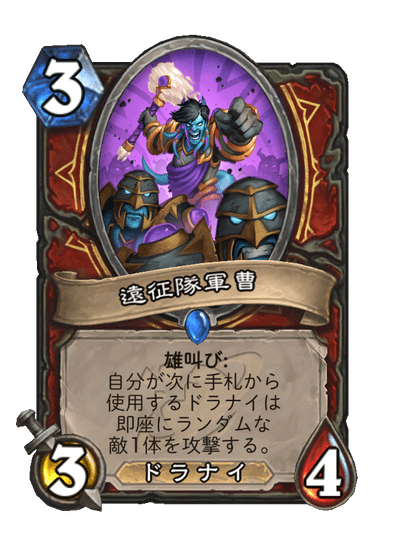 3
遠征隊軍曹
雄叫び:
自分が次に手札から
使用するドラナイは
即座にランダムな
敵1体を攻撃する。
3
ドラナイ
4